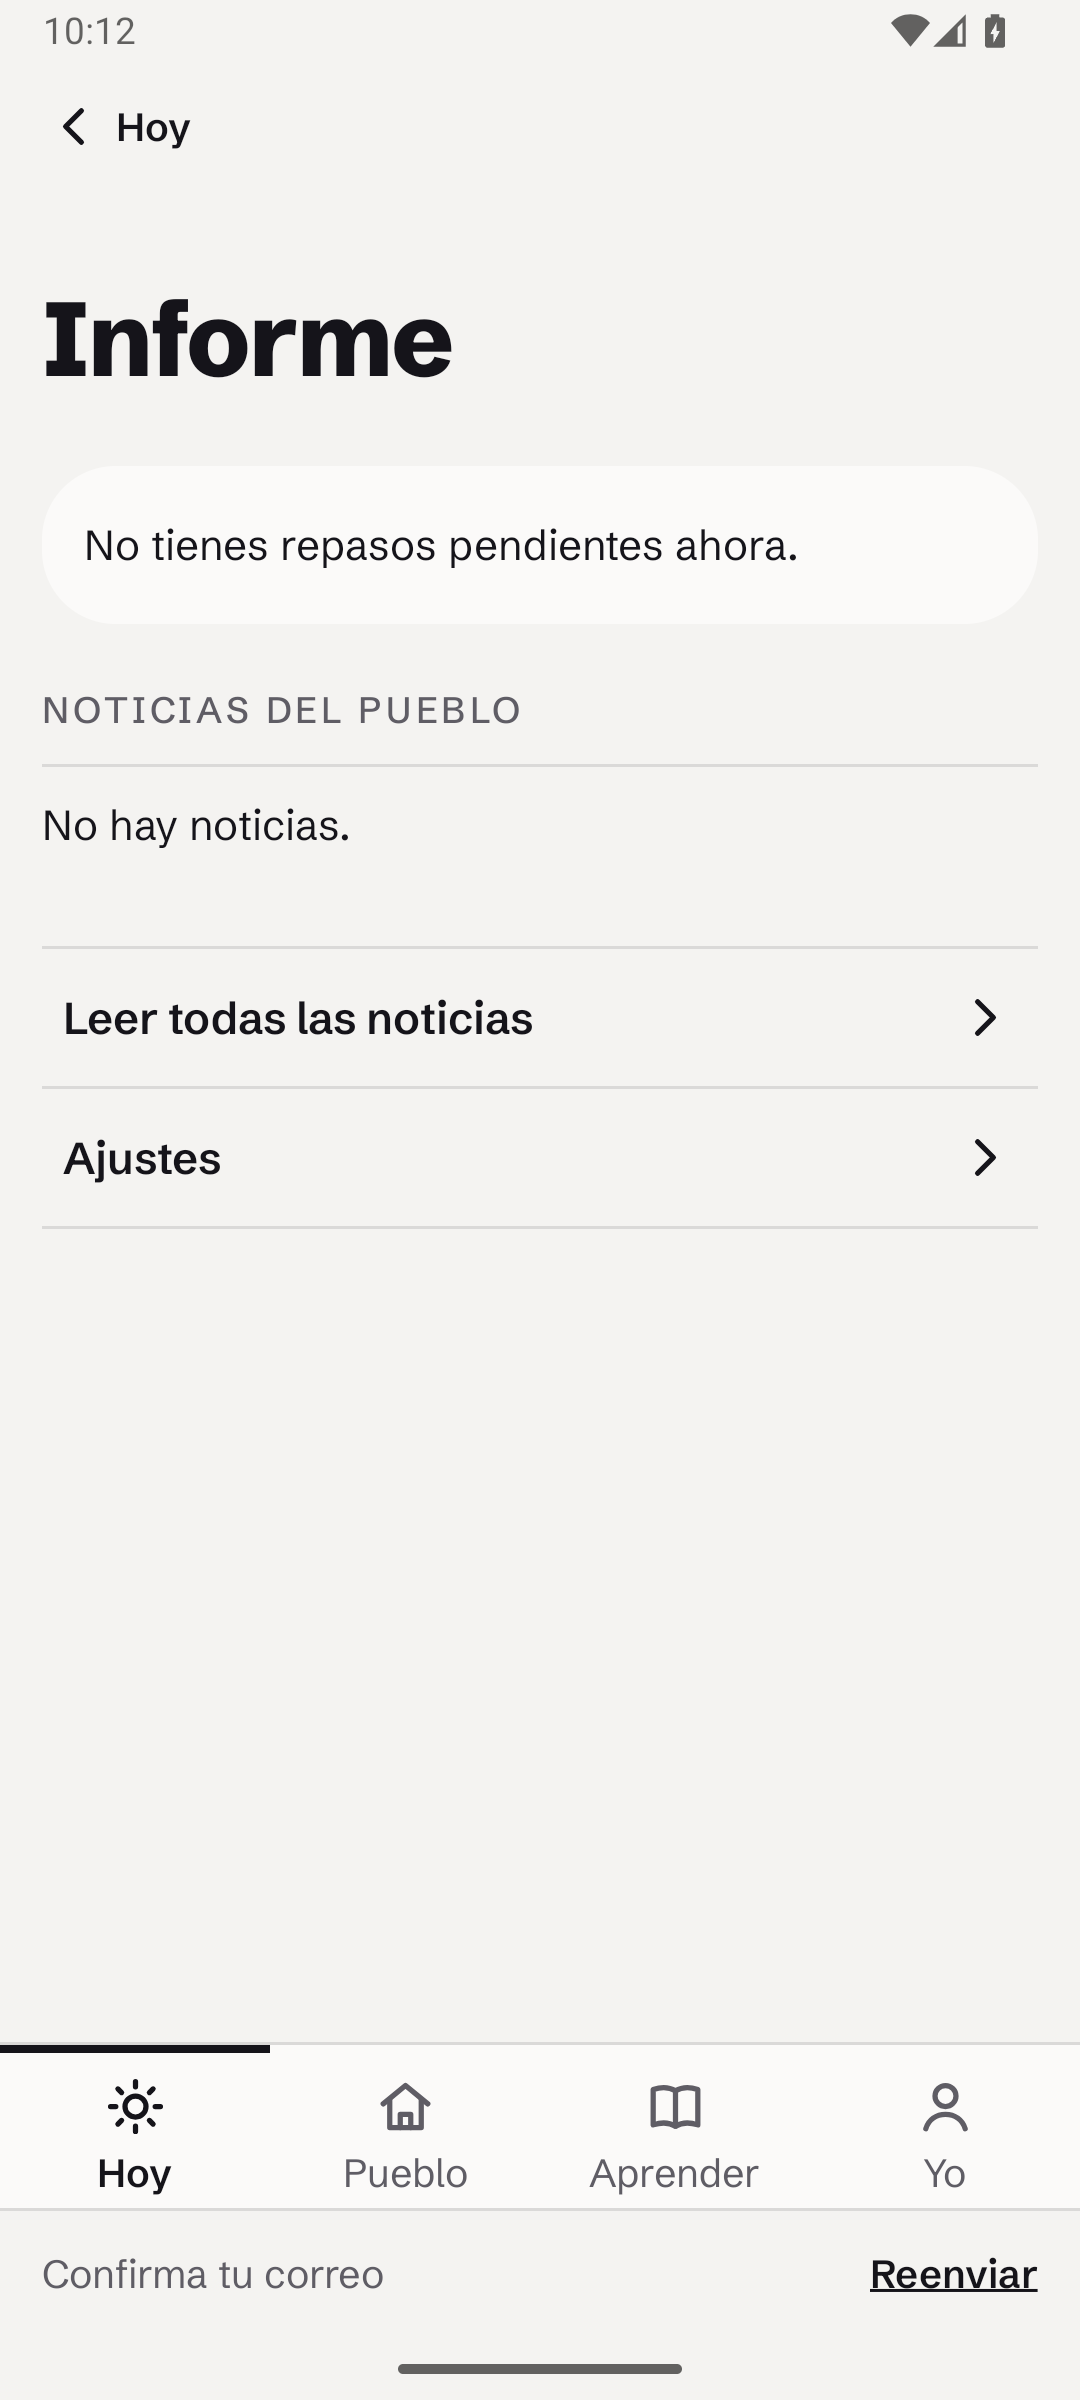 10:12
Hoy
Informe
No tienes repasos pendientes ahora.
NOTICIAS DEL PUEBLO
No hay noticias.
Leer todas las noticias
Ajustes
Hoy
Pueblo
Aprender
Yo
Confirma tu correo
Reenviar